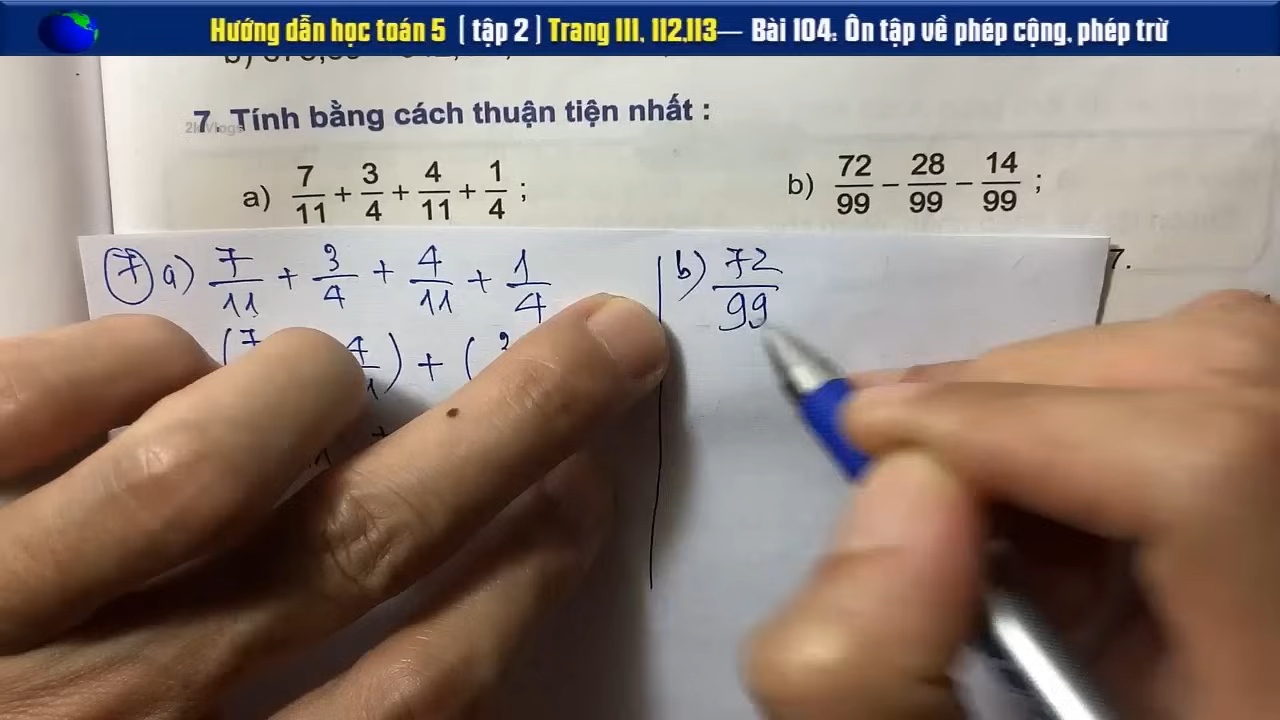 Hướng dẫn học toán 5 ( tập 2 ) Trang 111, 112,113— Bài 104: Ôn tập về phép cộng, phép trừ
7. Tính bằng cách thuận tiện nhất :
2k Vlogs
a) 7/11 + 3/4 + 4/11 + 1/4 ;
b) 72/99 − 28/99 − 14/99 ;
7.
7 a) 7/11 + 3/4 + 4/11 + 1/4
b) 72/99